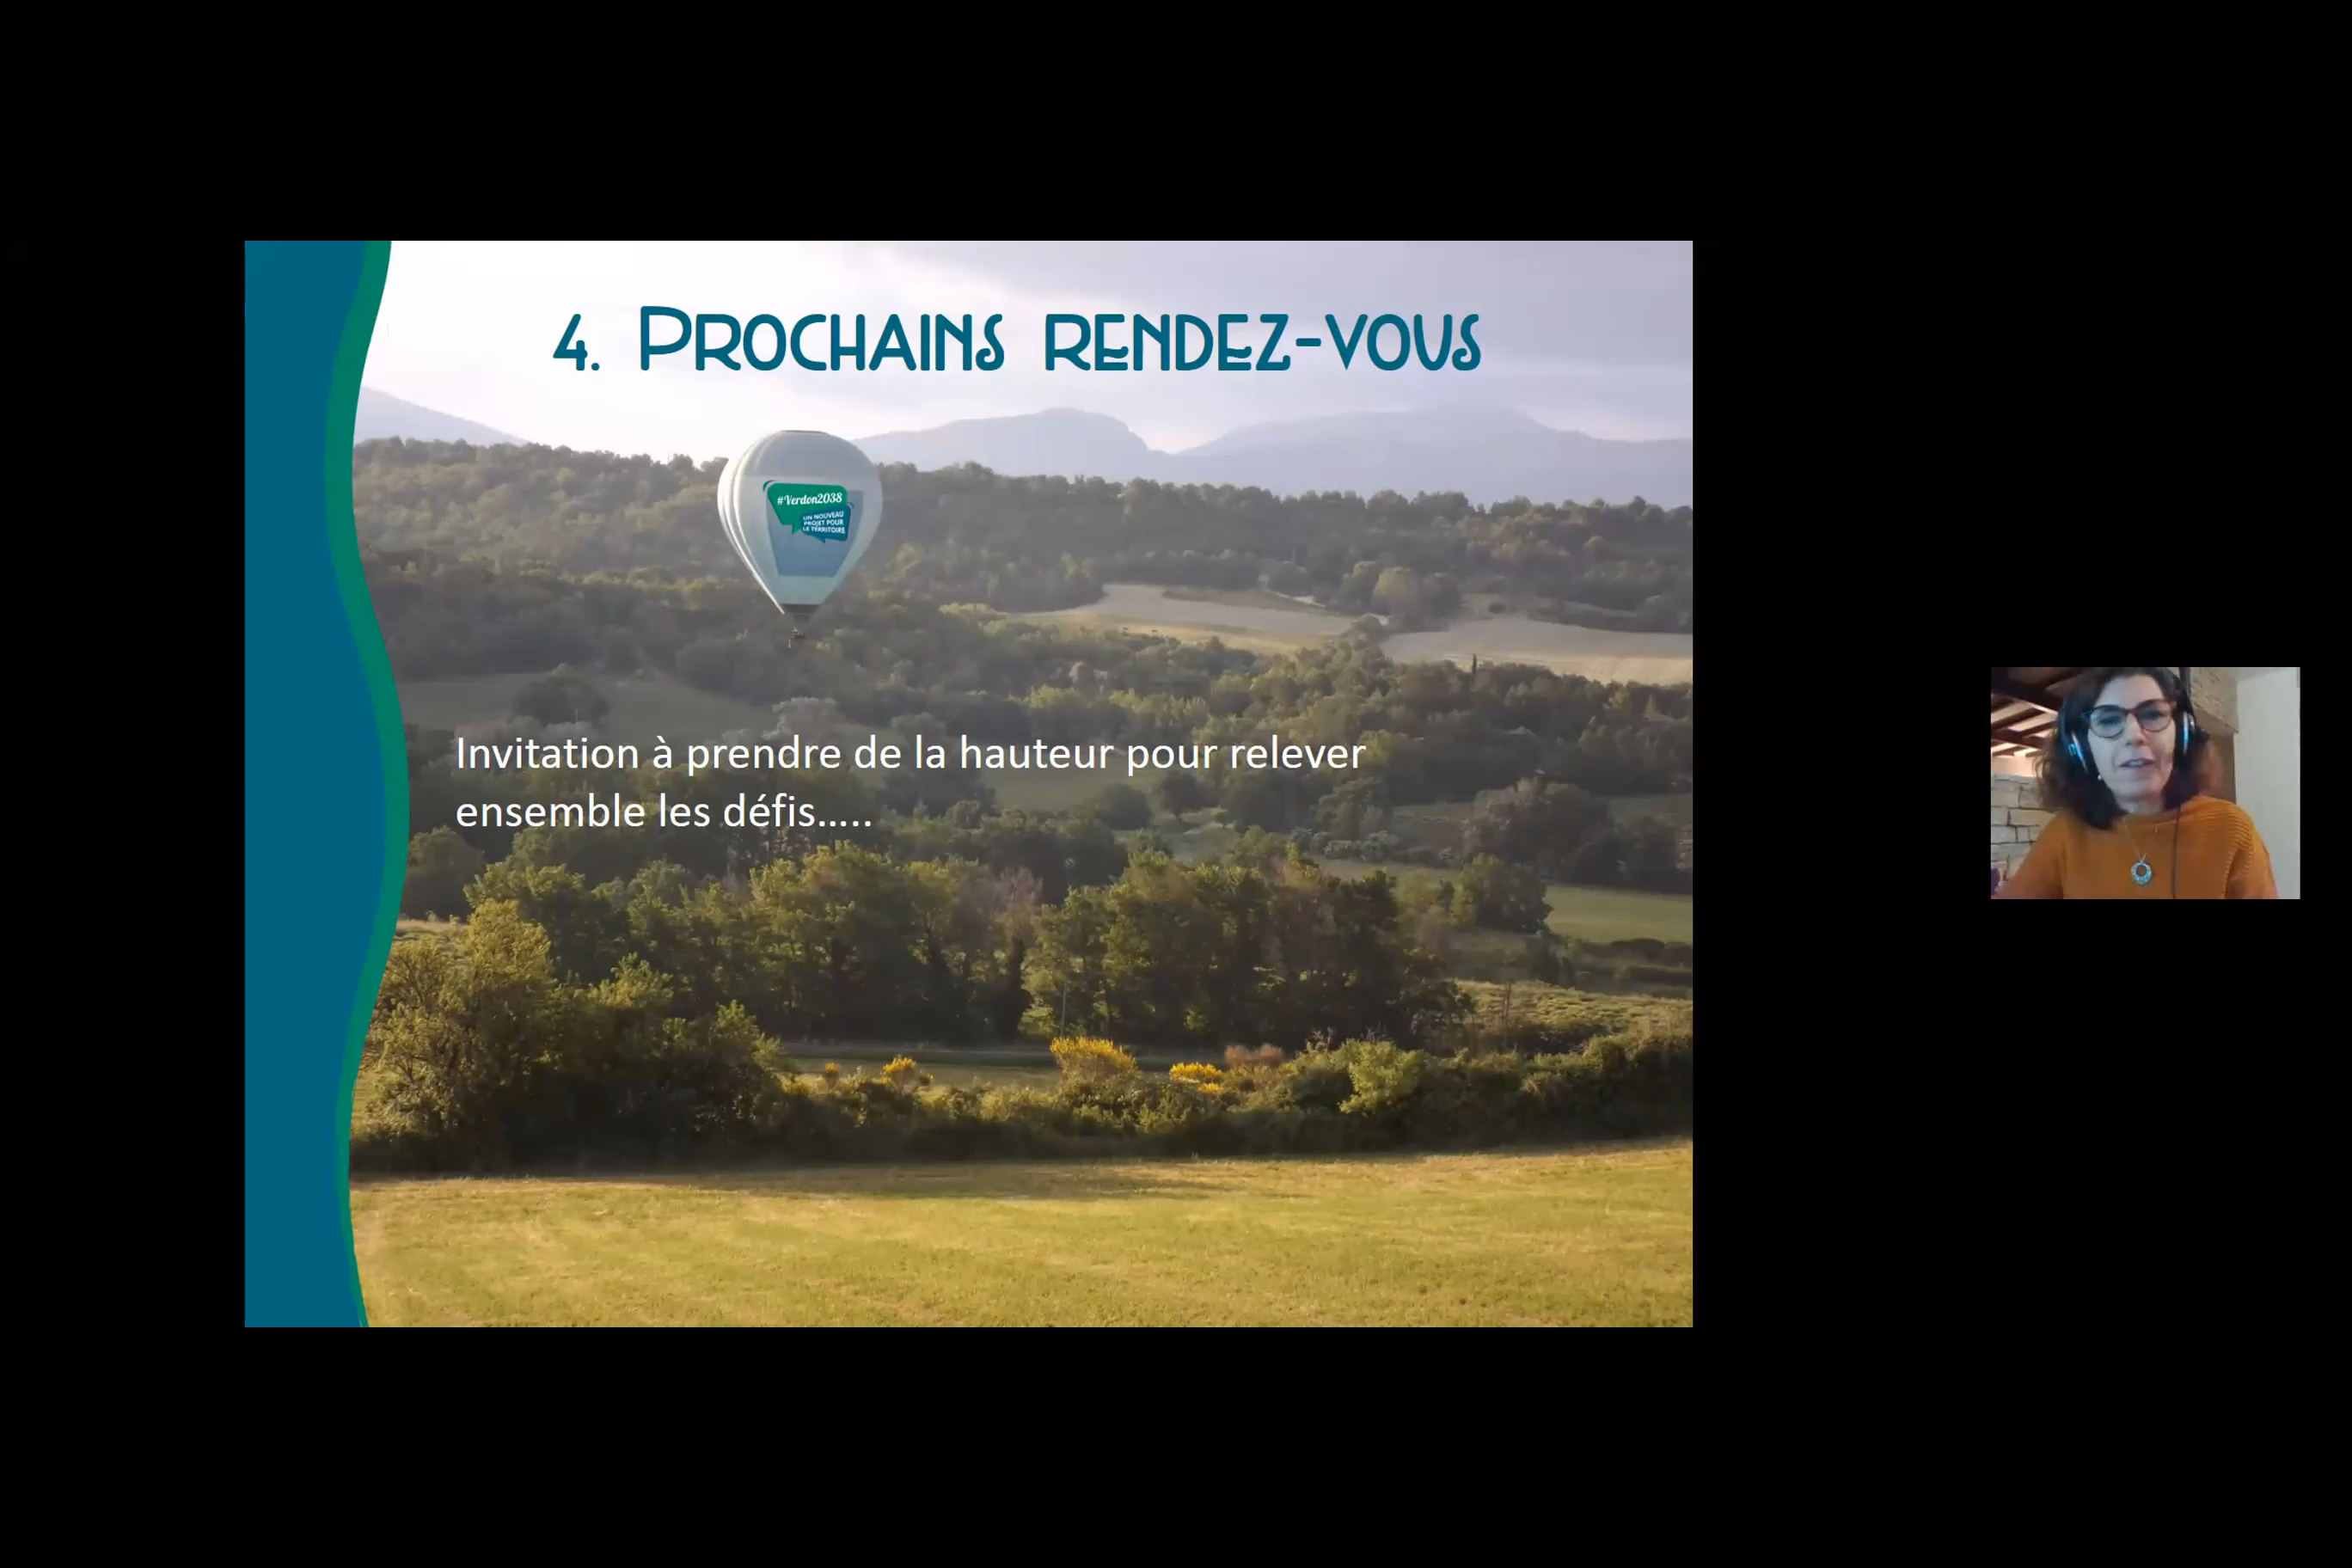 4. PROCHAINS RENDEZ-VOUS
#Verdon2038
UN NOUVEAU
PROJET POUR
LE TERRITOIRE
Invitation à prendre de la hauteur pour relever
ensemble les défis.....